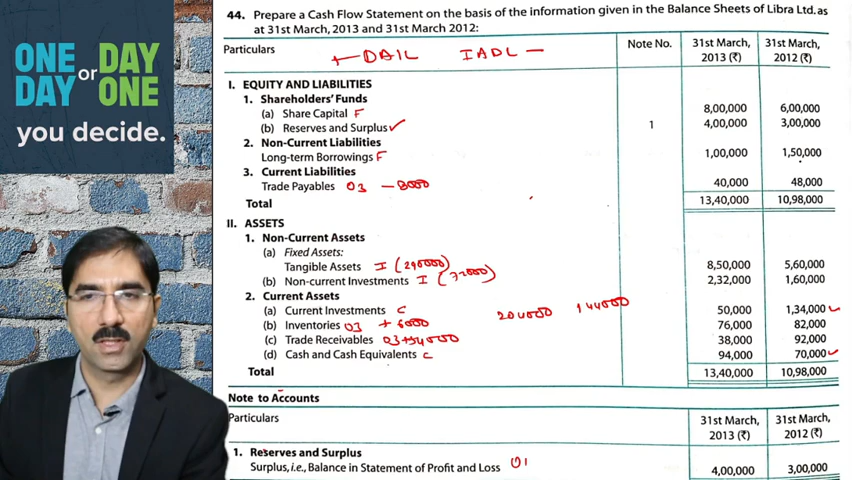 ONE DAY or DAY ONE
you decide.
44. Prepare a Cash Flow Statement on the basis of the information given in the Balance Sheets of Libra Ltd. as
at 31st March, 2013 and 31st March 2012:
Particulars + DAIL IADL — Note No. 31st March, 2013 (₹) 31st March, 2012 (₹)
I. EQUITY AND LIABILITIES
1. Shareholders' Funds
(a) Share Capital F 8,00,000 6,00,000
(b) Reserves and Surplus ✓ 1 4,00,000 3,00,000
2. Non-Current Liabilities
Long-term Borrowings F 1,00,000 1,50,000
3. Current Liabilities
Trade Payables 03 — 8000 40,000 48,000
Total 13,40,000 10,98,000
II. ASSETS
1. Non-Current Assets
(a) Fixed Assets:
Tangible Assets I (290000) 8,50,000 5,60,000
(b) Non-current Investments I (72000) 2,32,000 1,60,000
2. Current Assets
(a) Current Investments C 204000 144000 50,000 1,34,000 ✓
(b) Inventories 03 + 6000 76,000 82,000
(c) Trade Receivables 03 + 54000 38,000 92,000
(d) Cash and Cash Equivalents C 94,000 70,000 ✓
Total 13,40,000 10,98,000
Note to Accounts
Particulars 31st March, 2013 (₹) 31st March, 2012 (₹)
1. Reserves and Surplus
Surplus, i.e., Balance in Statement of Profit and Loss 01 4,00,000 3,00,000